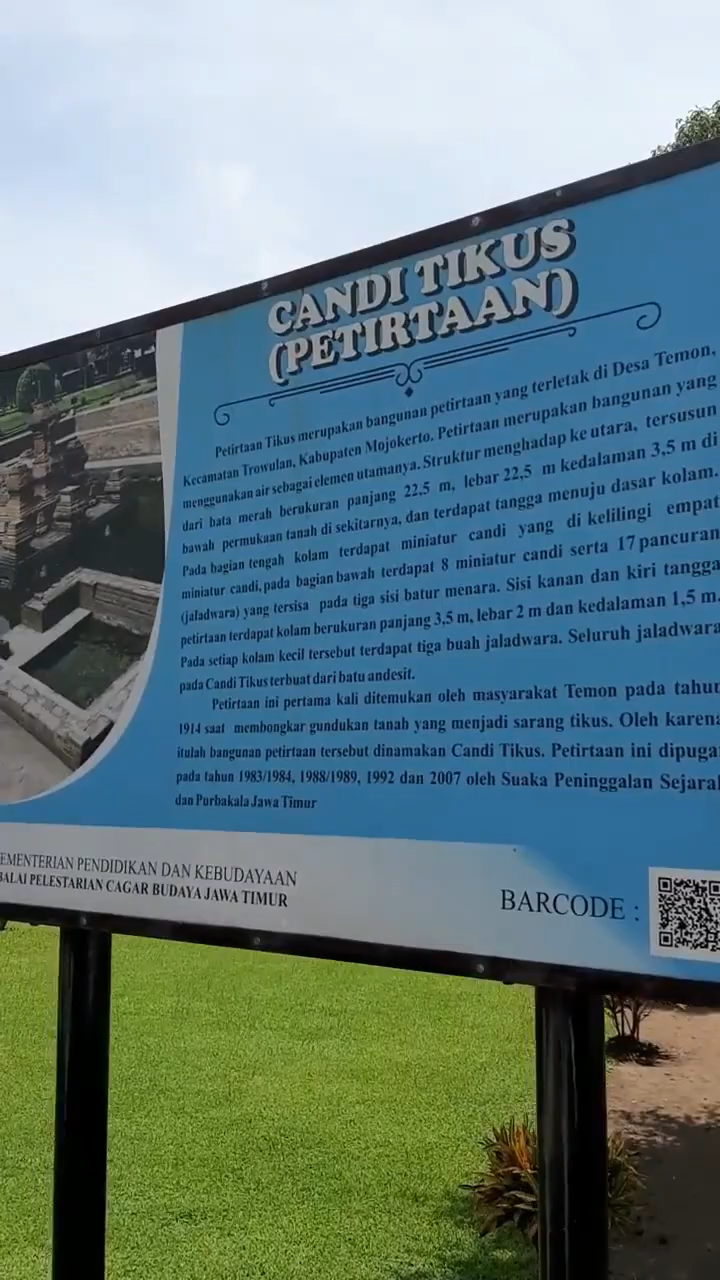 CANDI TIKUS
(PETIRTAAN)
Petirtaan Tikus merupakan bangunan petirtaan yang terletak di Desa Temon,
Kecamatan Trowulan, Kabupaten Mojokerto. Petirtaan merupakan bangunan yang
menggunakan air sebagai elemen utamanya. Struktur menghadap ke utara, tersusun
dari bata merah berukuran panjang 22,5 m, lebar 22,5 m kedalaman 3,5 m di
bawah permukaan tanah di sekitarnya, dan terdapat tangga menuju dasar kolam.
Pada bagian tengah kolam terdapat miniatur candi yang di kelilingi empat
miniatur candi, pada bagian bawah terdapat 8 miniatur candi serta 17 pancuran
(jaladwara) yang tersisa pada tiga sisi batur menara. Sisi kanan dan kiri tangga
petirtaan terdapat kolam berukuran panjang 3,5 m, lebar 2 m dan kedalaman 1,5 m.
Pada setiap kolam kecil tersebut terdapat tiga buah jaladwara. Seluruh jaladwara
pada Candi Tikus terbuat dari batu andesit.
Petirtaan ini pertama kali ditemukan oleh masyarakat Temon pada tahun
1914 saat membongkar gundukan tanah yang menjadi sarang tikus. Oleh karena
itulah bangunan petirtaan tersebut dinamakan Candi Tikus. Petirtaan ini dipugar
pada tahun 1983/1984, 1988/1989, 1992 dan 2007 oleh Suaka Peninggalan Sejarah
dan Purbakala Jawa Timur
EMENTERIAN PENDIDIKAN DAN KEBUDAYAAN
BALAI PELESTARIAN CAGAR BUDAYA JAWA TIMUR
BARCODE :